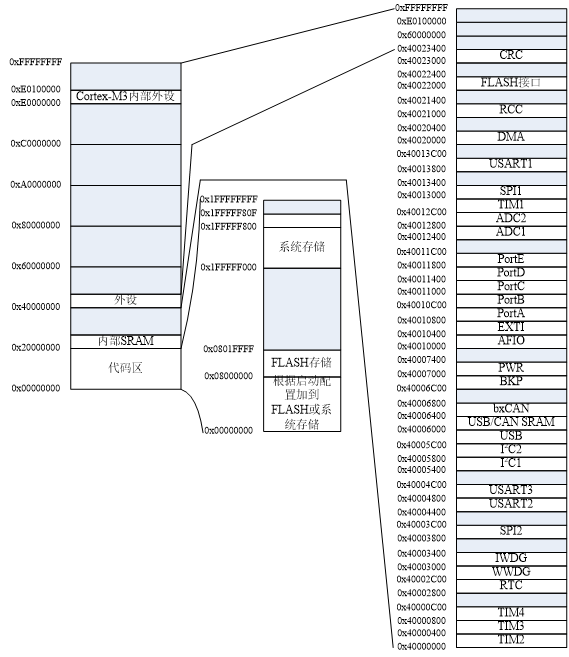 0xFFFFFFFF
0xE0100000
Cortex-M3内部外设
0xE0000000
0xC0000000
0xA0000000
0x80000000
0x60000000
外设
0x40000000
内部SRAM
0x20000000
代码区
0x00000000
0x1FFFFFFFF
0x1FFFFF80F
0x1FFFFF800
系统存储
0x1FFFFF000
0x0801FFFF
FLASH存储
0x08000000
根据启动配
置加到
FLASH或系
统存储
0x00000000
0xFFFFFFFF
0xE0100000
0x60000000
0x40023400
CRC
0x40023000
0x40022400
FLASH接口
0x40022000
0x40021400
RCC
0x40021000
0x40020400
DMA
0x40020000
0x40013C00
USART1
0x40013800
0x40013400
SPI1
0x40013000
TIM1
0x40012C00
ADC2
0x40012800
ADC1
0x40012400
0x40011C00
PortE
0x40011800
PortD
0x40011400
PortC
0x40011000
PortB
0x40010C00
PortA
0x40010800
EXTI
0x40010400
AFIO
0x40010000
0x40007400
PWR
0x40007000
BKP
0x40006C00
0x40006800
bxCAN
0x40006400
USB/CAN SRAM
0x40006000
USB
0x40005C00
I²C2
0x40005800
I²C1
0x40005400
0x40004C00
USART3
0x40004800
USART2
0x40004400
0x40003C00
SPI2
0x40003800
0x40003400
IWDG
0x40003000
WWDG
0x40002C00
RTC
0x40002800
0x40000C00
TIM4
0x40000800
TIM3
0x40000400
TIM2
0x40000000